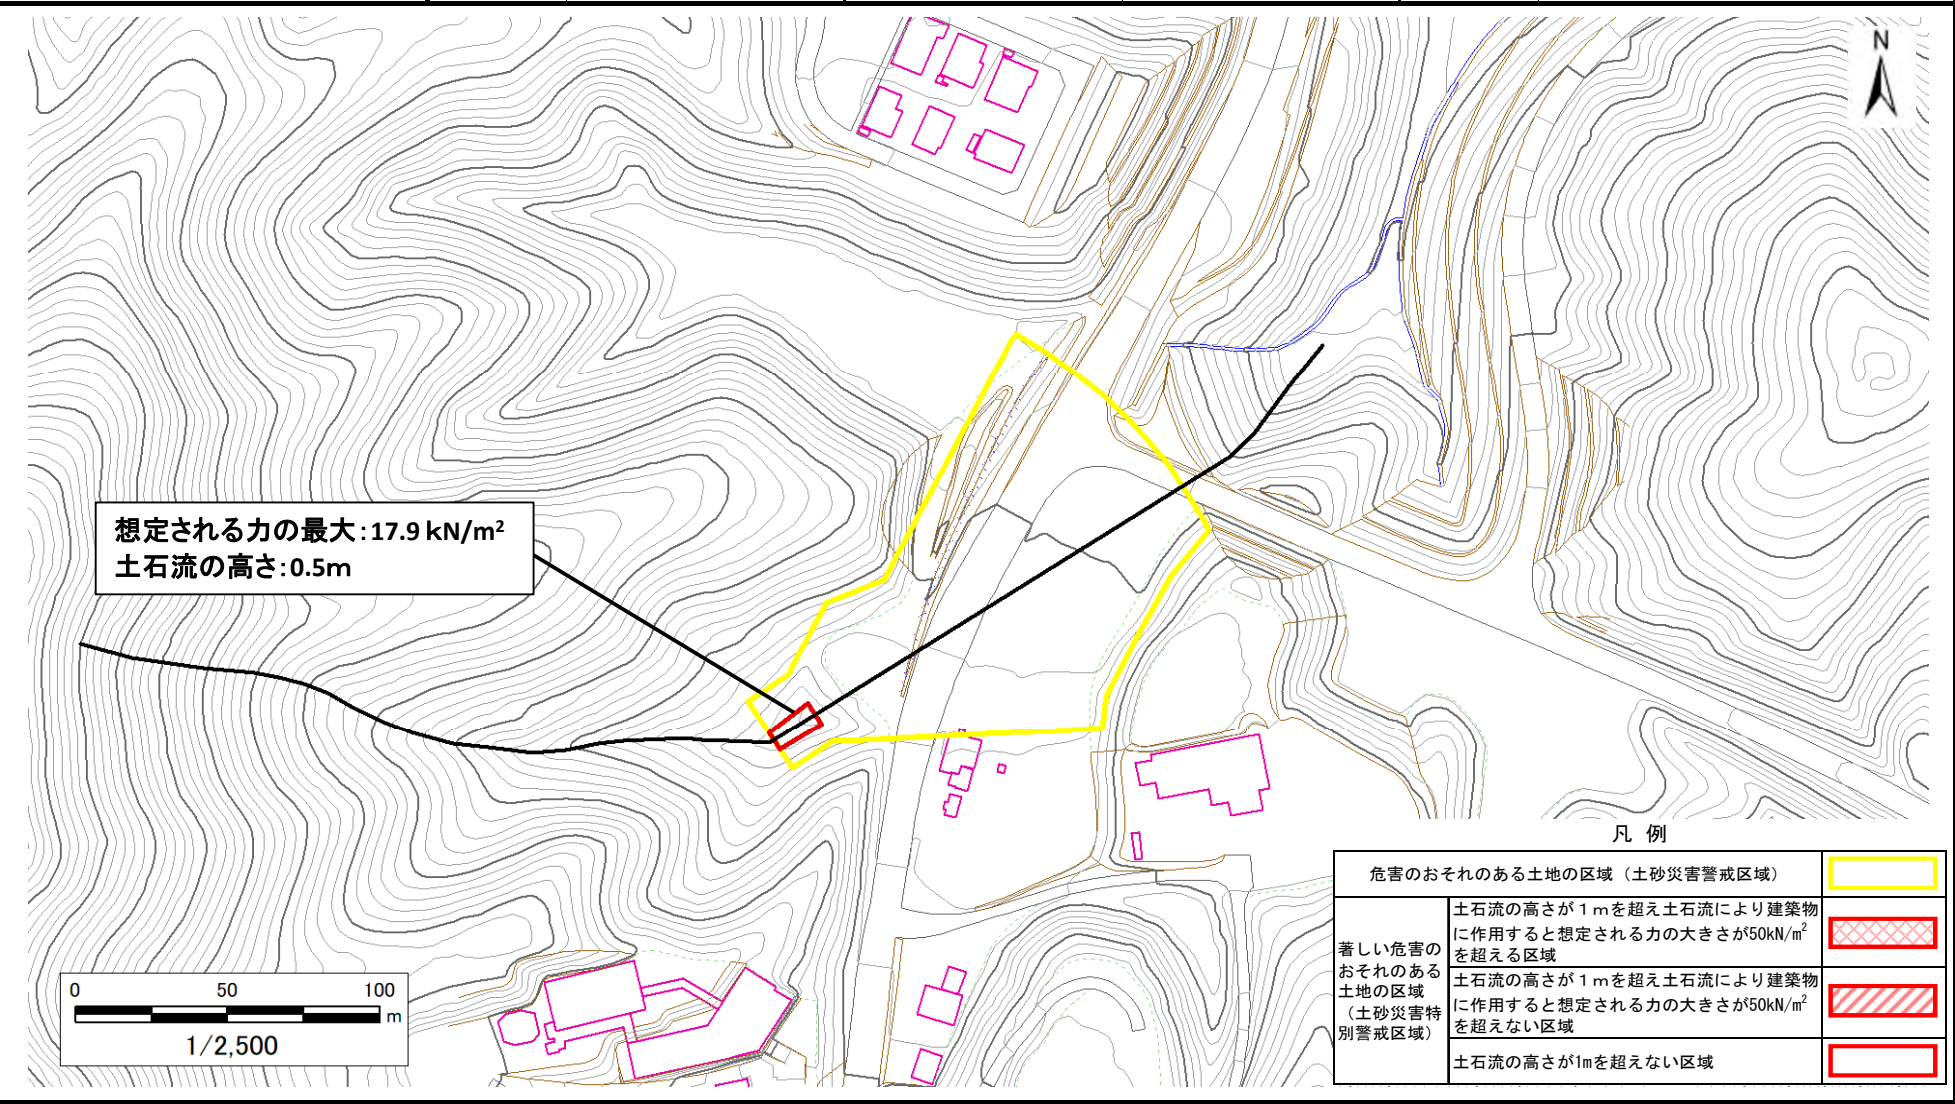 N
想定される力の最大：17.9 kN/m²
土石流の高さ：0.5m
凡 例
危害のおそれのある土地の区域（土砂災害警戒区域）
著しい危害の
おそれのある
土地の区域
（土砂災害特
別警戒区域）
土石流の高さが１ｍを超え土石流により建築物
に作用すると想定される力の大きさが50kN/㎡
を超える区域
土石流の高さが１ｍを超え土石流により建築物
に作用すると想定される力の大きさが50kN/㎡
を超えない区域
土石流の高さが1mを超えない区域
0 50 100
m
1/2,500